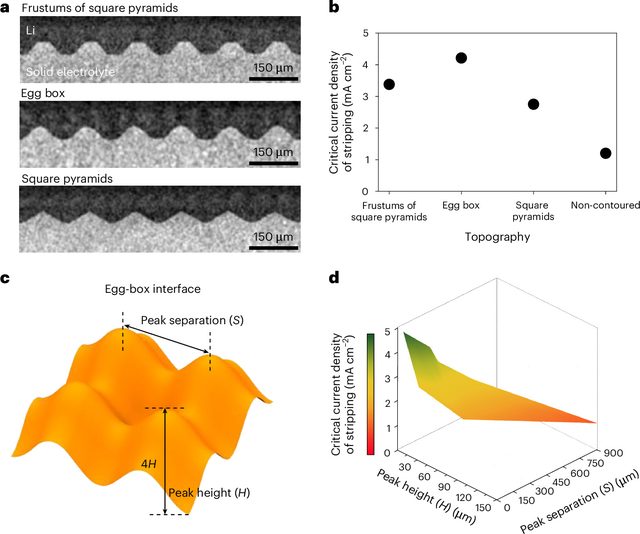 a
Frustums of square pyramids
Li
Solid electrolyte
150 µm
Egg box
150 µm
Square pyramids
150 µm
b
Critical current density
of stripping (mA cm⁻²)
5
4
3
2
1
0
Frustums of
square pyramids
Egg box
Square
pyramids
Non-contoured
Topography
c
Egg-box interface
Peak separation (S)
4H
Peak height (H)
d
Critical current density
of stripping (mA cm⁻²)
5
4
3
2
1
0
30
60
90
120
150
Peak height (H) (µm)
0
150
300
450
600
750
900
Peak separation (S) (µm)